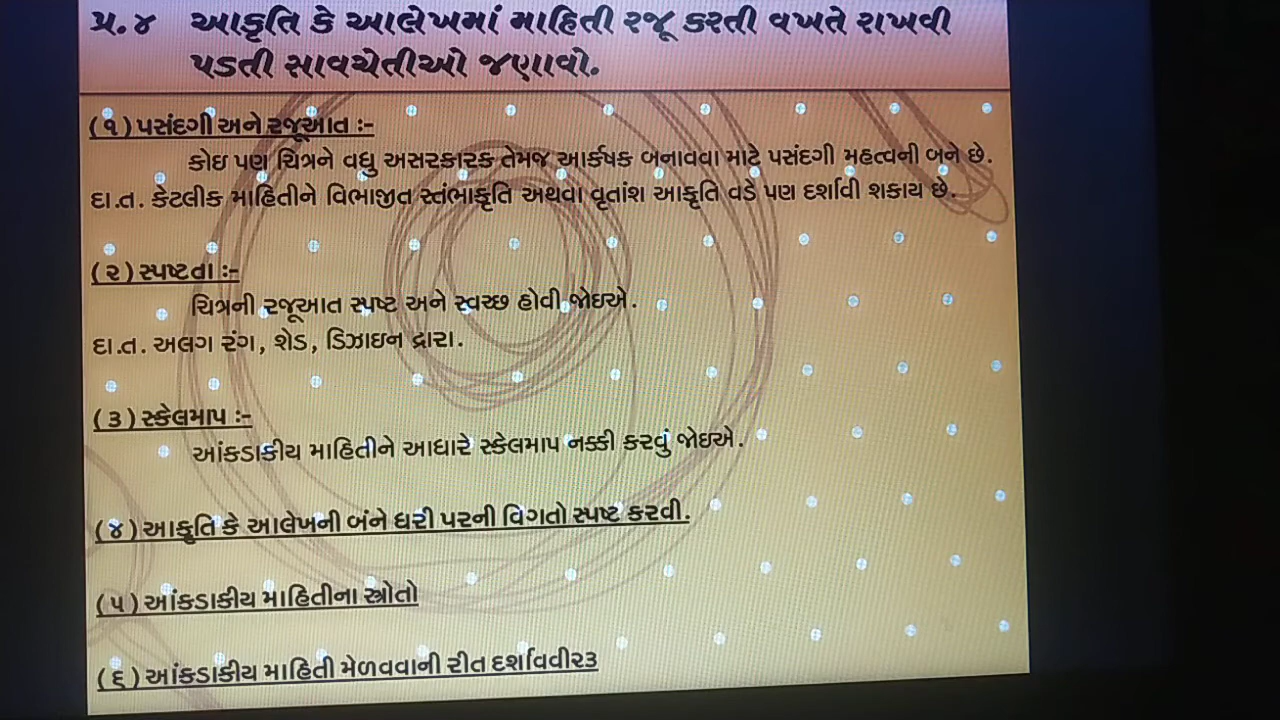 પ્ર.૪ આકૃતિ કે આલેખમાં માહિતી રજૂ કરતી વખતે રાખવી
પડતી સાવચેતીઓ જણાવો.
(૧) પસંદગી અને રજૂઆત :-
કોઇ પણ ચિત્રને વધુ અસરકારક તેમજ આર્કષક બનાવવા માટે પસંદગી મહત્વની બને છે.
દા.ત. કેટલીક માહિતીને વિભાજીત સ્તંભાકૃતિ અથવા વૃતાંશ આકૃતિ વડે પણ દર્શાવી શકાય છે.
(૨) સ્પષ્ટતા :-
ચિત્રની રજૂઆત સ્પષ્ટ અને સ્વચ્છ હોવી જોઇએ.
દા.ત. અલગ રંગ, શેડ, ડિઝાઇન દ્રારા.
(૩) સ્કેલમાપ :-
આંકડાકીય માહિતીને આધારે સ્કેલમાપ નક્કી કરવું જોઇએ.
(૪) આકૃતિ કે આલેખની બંને ધરી પરની વિગતો સ્પષ્ટ કરવી.
(૫) આંકડાકીય માહિતીના સ્ત્રોતો
(૬) આંકડાકીય માહિતી મેળવવાની રીત દર્શાવવી૨૩